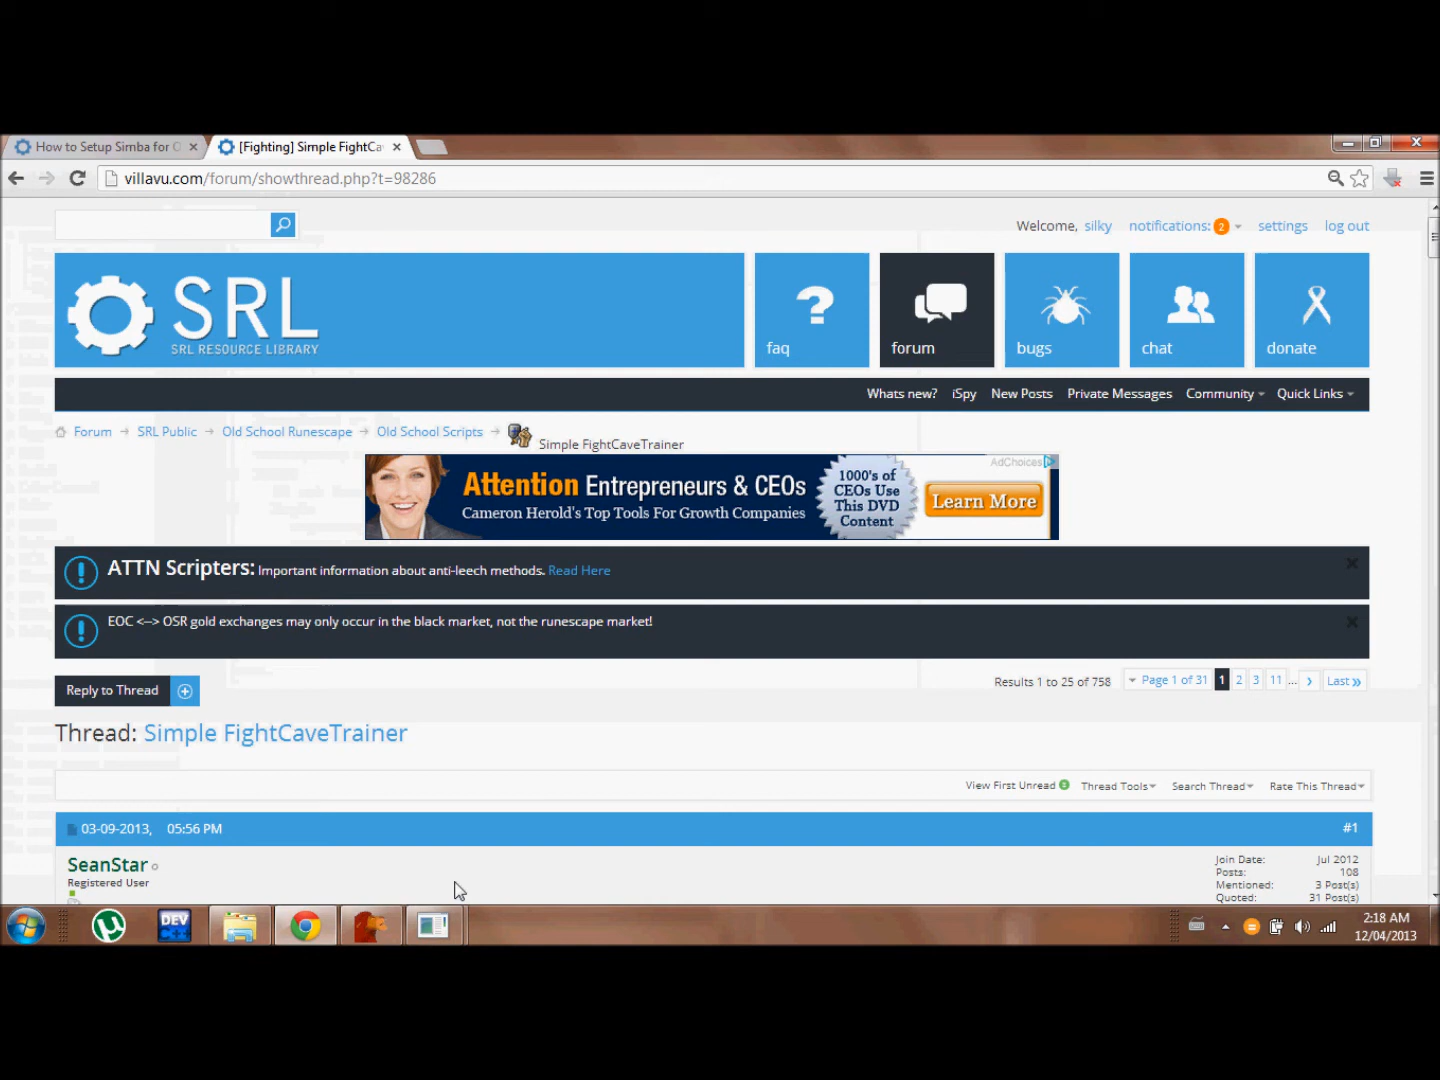 How to Setup Simba for O
[Fighting] Simple FightCa
villavu.com/forum/showthread.php?t=98286
Welcome, silky notifications: 2 settings log out
SRL
SRL RESOURCE LIBRARY
faq
forum
bugs
chat
donate
Whats new? iSpy New Posts Private Messages Community Quick Links
Forum → SRL Public → Old School Runescape → Old School Scripts → Simple FightCaveTrainer
AdChoices
Attention Entrepreneurs & CEOs
Cameron Herold's Top Tools For Growth Companies
1000's of
CEOs Use
This DVD
Content
Learn More
ATTN Scripters: Important information about anti-leech methods. Read Here
EOC <--> OSR gold exchanges may only occur in the black market, not the runescape market!
Reply to Thread
Results 1 to 25 of 758 Page 1 of 31 1 2 3 11 ... Last
Thread: Simple FightCaveTrainer
View First Unread Thread Tools Search Thread Rate This Thread
03-09-2013, 05:56 PM #1
SeanStar
Registered User
Join Date: Jul 2012
Posts: 108
Mentioned: 3 Post(s)
Quoted: 31 Post(s)
DEV
C++
2:18 AM
12/04/2013